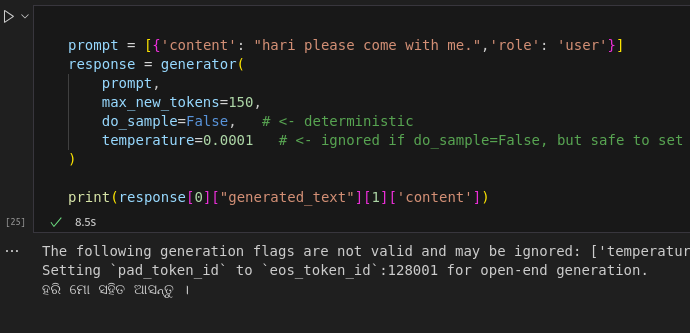 prompt = [{'content': "hari please come with me.",'role': 'user'}]
response = generator(
prompt,
max_new_tokens=150,
do_sample=False, # <- deterministic
temperature=0.0001 # <- ignored if do_sample=False, but safe to set
)
print(response[0]["generated_text"][1]['content'])
[25] 8.5s
The following generation flags are not valid and may be ignored: ['temperatur
Setting `pad_token_id` to `eos_token_id`:128001 for open-end generation.
ହରି ମୋ ସହିତ ଆସନ୍ତୁ ।